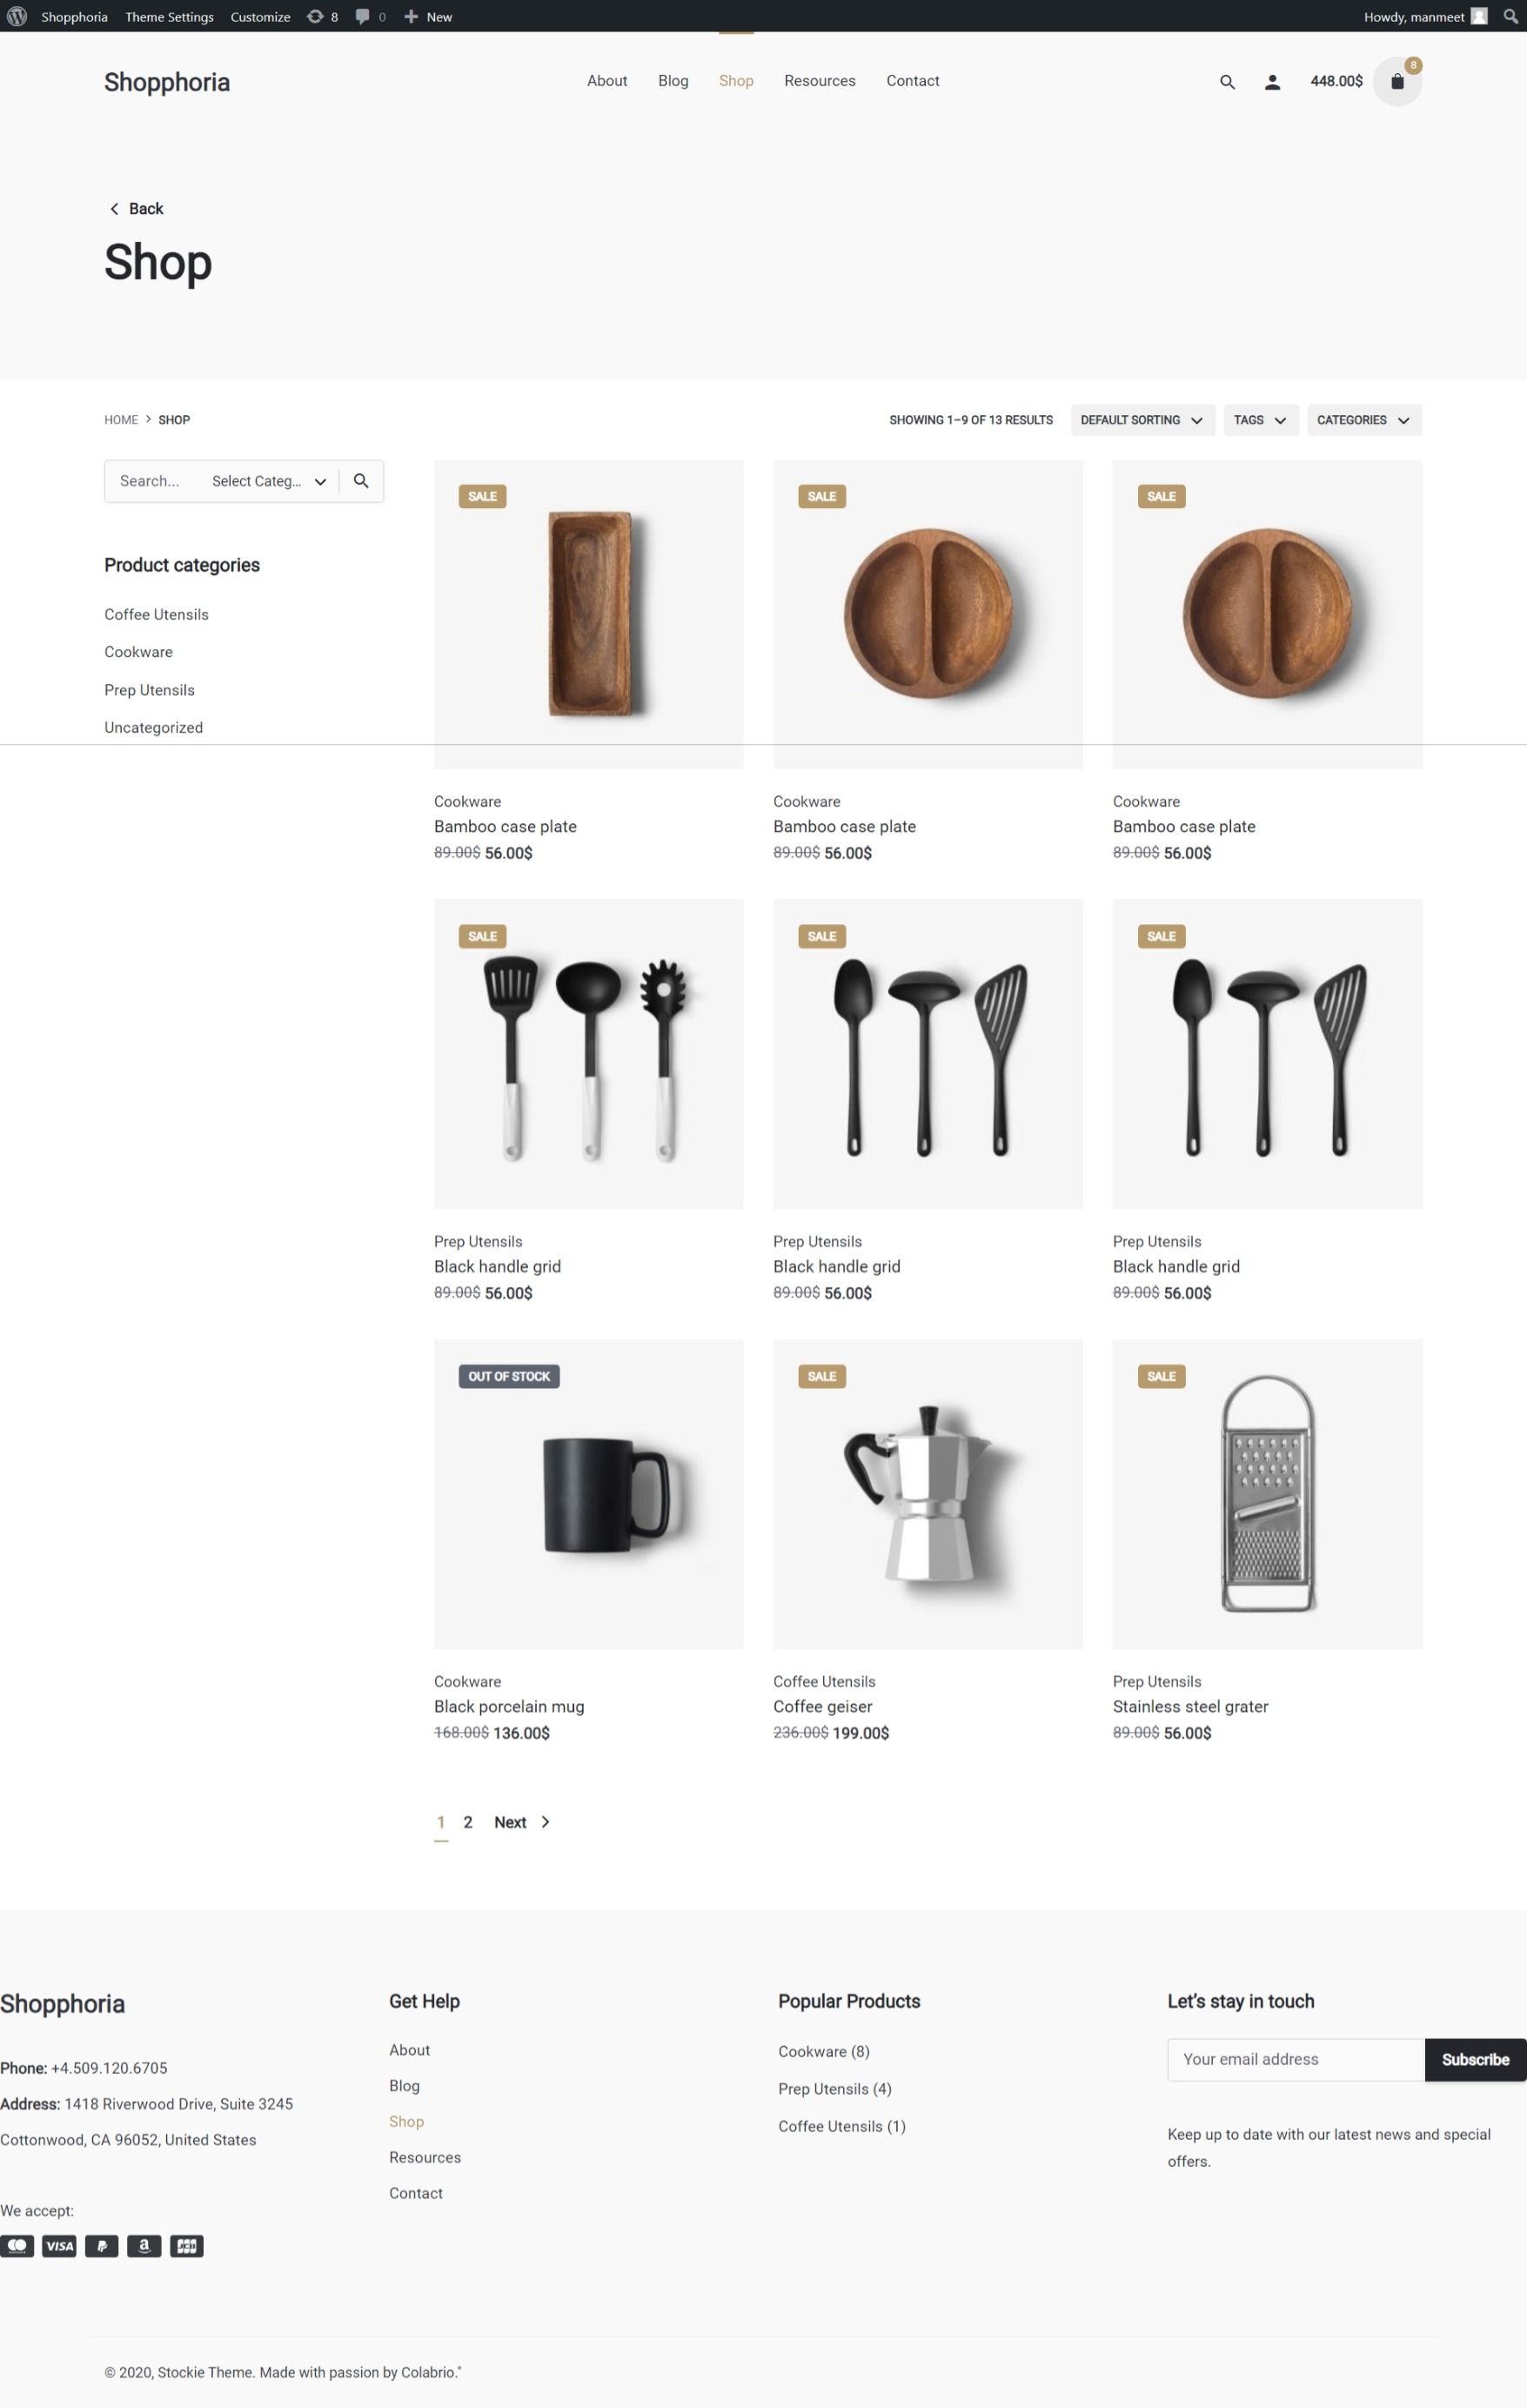 Shopphoria Theme Settings Customize 8 0 New Howdy, manmeet
Shopphoria About Blog Shop Resources Contact 448.00$ 8
Back
Shop
HOME > SHOP SHOWING 1–9 OF 13 RESULTS DEFAULT SORTING TAGS CATEGORIES
Search... Select Categ...
Product categories
Coffee Utensils
Cookware
Prep Utensils
Uncategorized
SALE SALE SALE
Cookware Cookware Cookware
Bamboo case plate Bamboo case plate Bamboo case plate
89.00$ 56.00$ 89.00$ 56.00$ 89.00$ 56.00$
SALE SALE SALE
Prep Utensils Prep Utensils Prep Utensils
Black handle grid Black handle grid Black handle grid
89.00$ 56.00$ 89.00$ 56.00$ 89.00$ 56.00$
OUT OF STOCK SALE SALE
Cookware Coffee Utensils Prep Utensils
Black porcelain mug Coffee geiser Stainless steel grater
168.00$ 136.00$ 236.00$ 199.00$ 89.00$ 56.00$
1 2 Next
Shopphoria
Phone: +4.509.120.6705
Address: 1418 Riverwood Drive, Suite 3245
Cottonwood, CA 96052, United States
We accept:
VISA a JCB
Get Help
About
Blog
Shop
Resources
Contact
Popular Products
Cookware (8)
Prep Utensils (4)
Coffee Utensils (1)
Let’s stay in touch
Your email address Subscribe
Keep up to date with our latest news and special
offers.
© 2020, Stockie Theme. Made with passion by Colabrio."